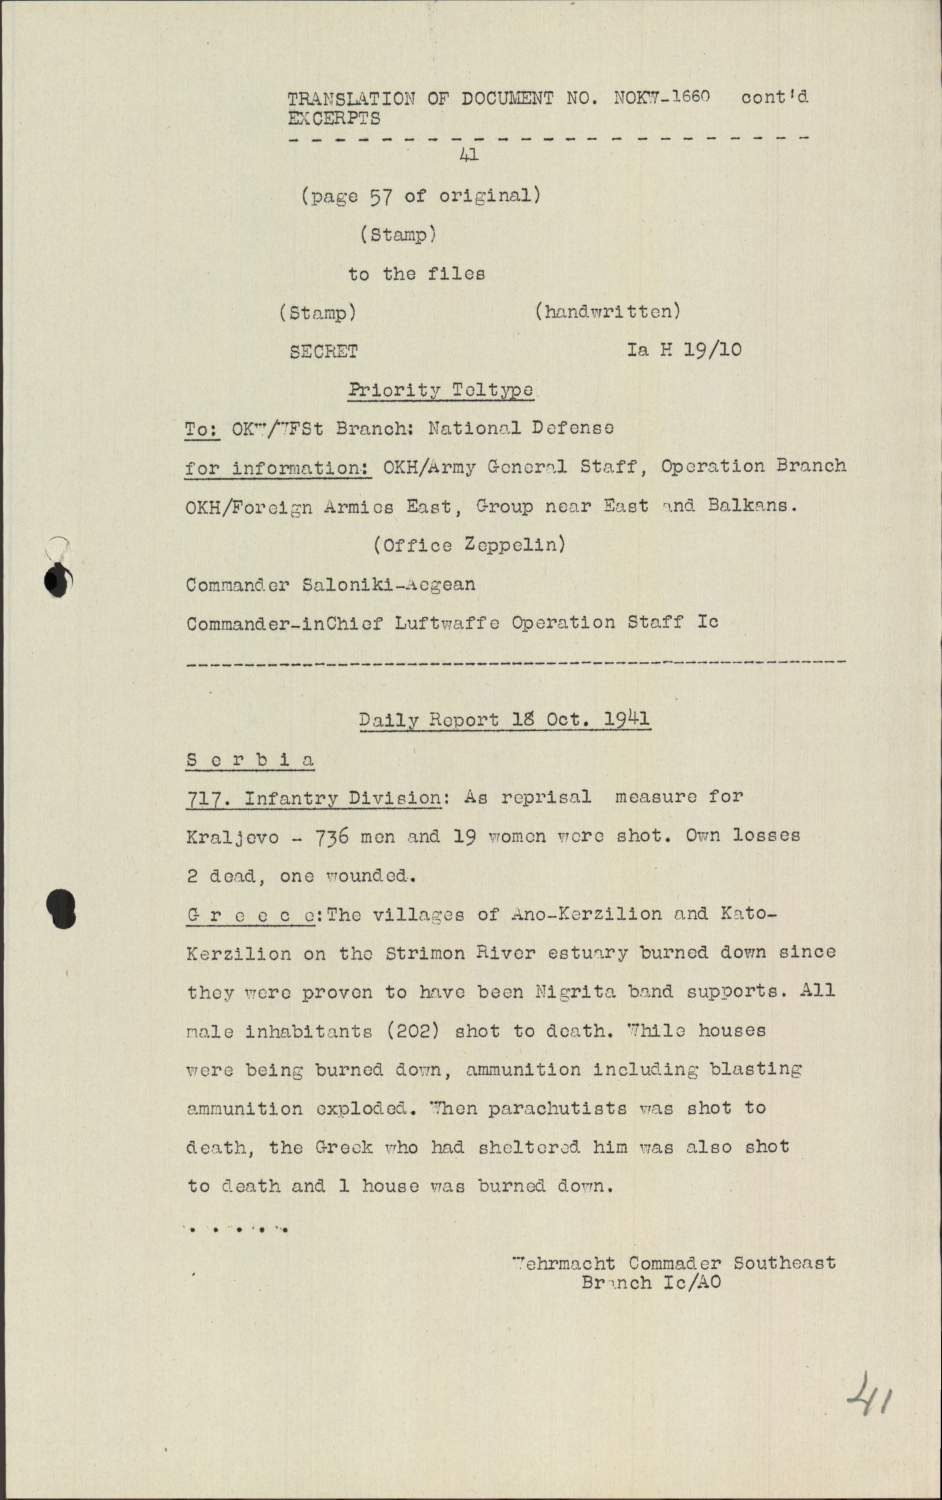 TRANSLATION OF DOCUMENT NO. NOKW-1660 cont'd
EXCERPTS
41
(page 57 of original)
(Stamp)
to the files
(Stamp) (handwritten)
SECRET Ia H 19/10
Priority Teltype
To: OKW/WFSt Branch: National Defense
for information: OKH/Army General Staff, Operation Branch
OKH/Foreign Armies East, Group near East and Balkans.
(Office Zeppelin)
Commander Saloniki-Aegean
Commander-inChief Luftwaffe Operation Staff Ic
Daily Report 18 Oct. 1941
S e r b i a
717. Infantry Division: As reprisal measure for
Kraljevo - 736 men and 19 women were shot. Own losses
2 dead, one wounded.
G r e e c e:The villages of Ano-Kerzilion and Kato-
Kerzilion on the Strimon River estuary burned down since
they were proven to have been Nigrita band supports. All
male inhabitants (202) shot to death. While houses
were being burned down, ammunition including blasting
ammunition exploded. When parachutists was shot to
death, the Greek who had sheltered him was also shot
to death and 1 house was burned down.
. . . . .
Wehrmacht Commader Southeast
Branch Ic/AO
41